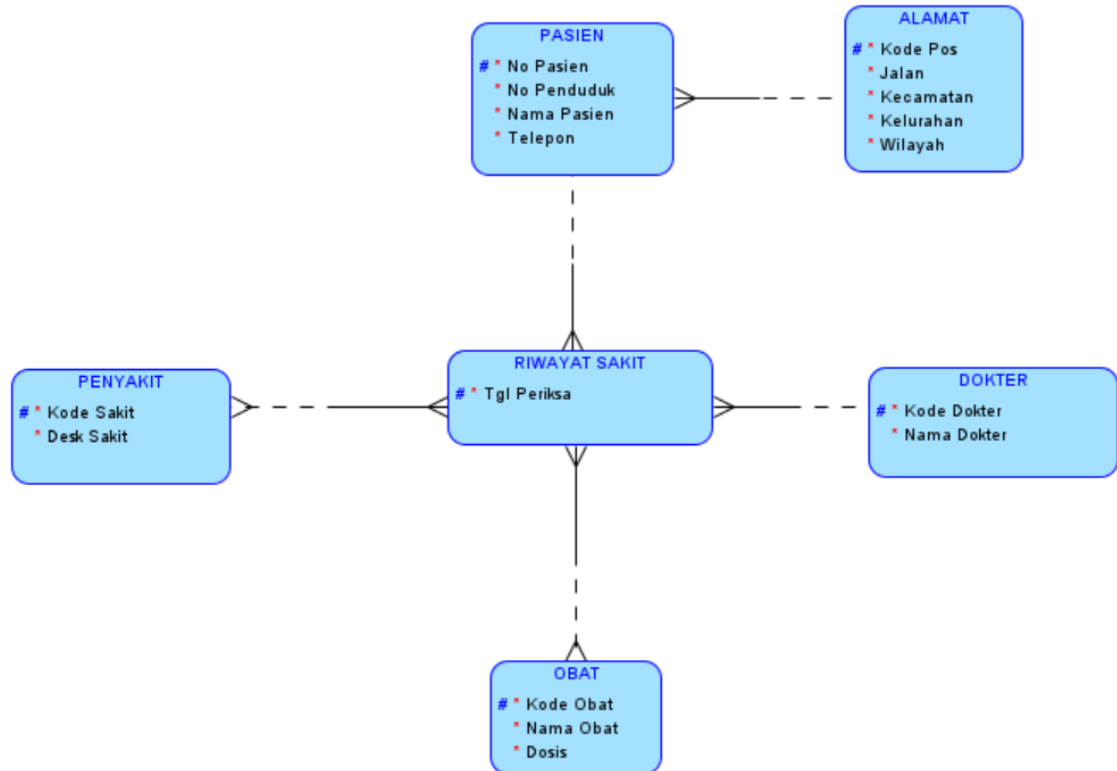 PASIEN
# * No Pasien
* No Penduduk
* Nama Pasien
* Telepon
ALAMAT
# * Kode Pos
* Jalan
* Kecamatan
* Kelurahan
* Wilayah
PENYAKIT
# * Kode Sakit
* Desk Sakit
RIWAYAT SAKIT
# * Tgl Periksa
DOKTER
# * Kode Dokter
* Nama Dokter
OBAT
# * Kode Obat
* Nama Obat
* Dosis